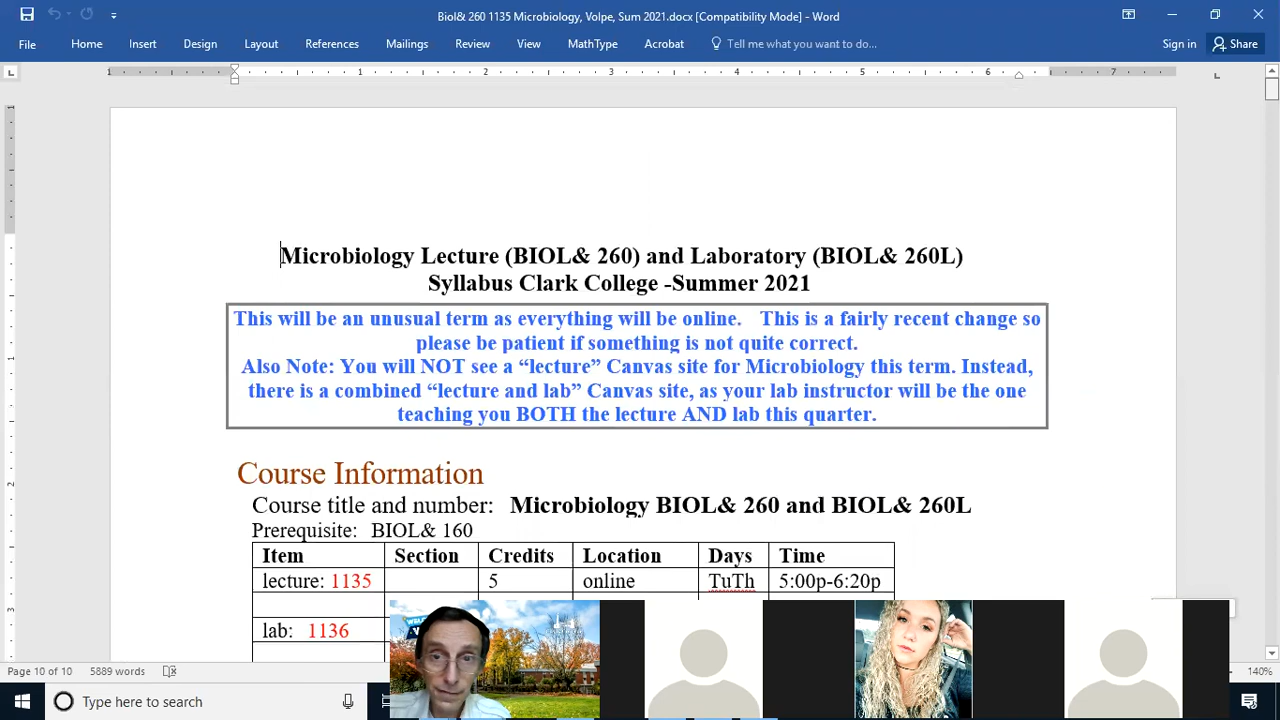 Biol& 260 1135 Microbiology, Volpe, Sum 2021.docx [Compatibility Mode] - Word
File Home Insert Design Layout References Mailings Review View MathType Acrobat Tell me what you want to do... Sign in Share
1 1 2 3 4 5 6 7
Microbiology Lecture (BIOL& 260) and Laboratory (BIOL& 260L)
Syllabus Clark College -Summer 2021
This will be an unusual term as everything will be online. This is a fairly recent change so
please be patient if something is not quite correct.
Also Note: You will NOT see a “lecture” Canvas site for Microbiology this term. Instead,
there is a combined “lecture and lab” Canvas site, as your lab instructor will be the one
teaching you BOTH the lecture AND lab this quarter.
Course Information
Course title and number: Microbiology BIOL& 260 and BIOL& 260L
Prerequisite: BIOL& 160
Item Section Credits Location Days Time
lecture: 1135 5 online TuTh 5:00p-6:20p
lab: 1136
Page 10 of 10 5889 words 140%
Type here to search